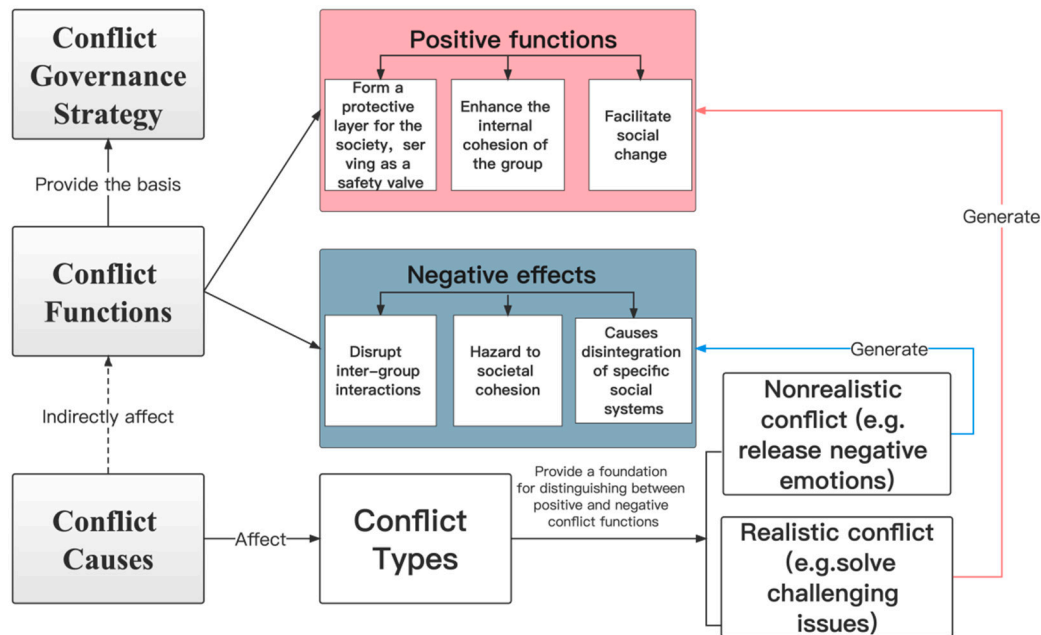 Conflict
Governance
Strategy
Provide the basis
Conflict
Functions
Indirectly affect
Conflict
Causes
Affect
Positive functions
Form a
protective
layer for the
society,  ser
ving as a
safety valve
Enhance the
internal
cohesion of
the group
Facilitate
social
change
Negative effects
Disrupt
inter-group
interactions
Hazard to
societal
cohesion
Causes
disintegration
of specific
social
systems
Conflict
Types
Provide a foundation
for distinguishing between
positive and negative
conflict functions
Nonrealistic
conflict (e.g.
release negative
emotions)
Realistic conflict
(e.g.solve
challenging
issues)
Generate
Generate